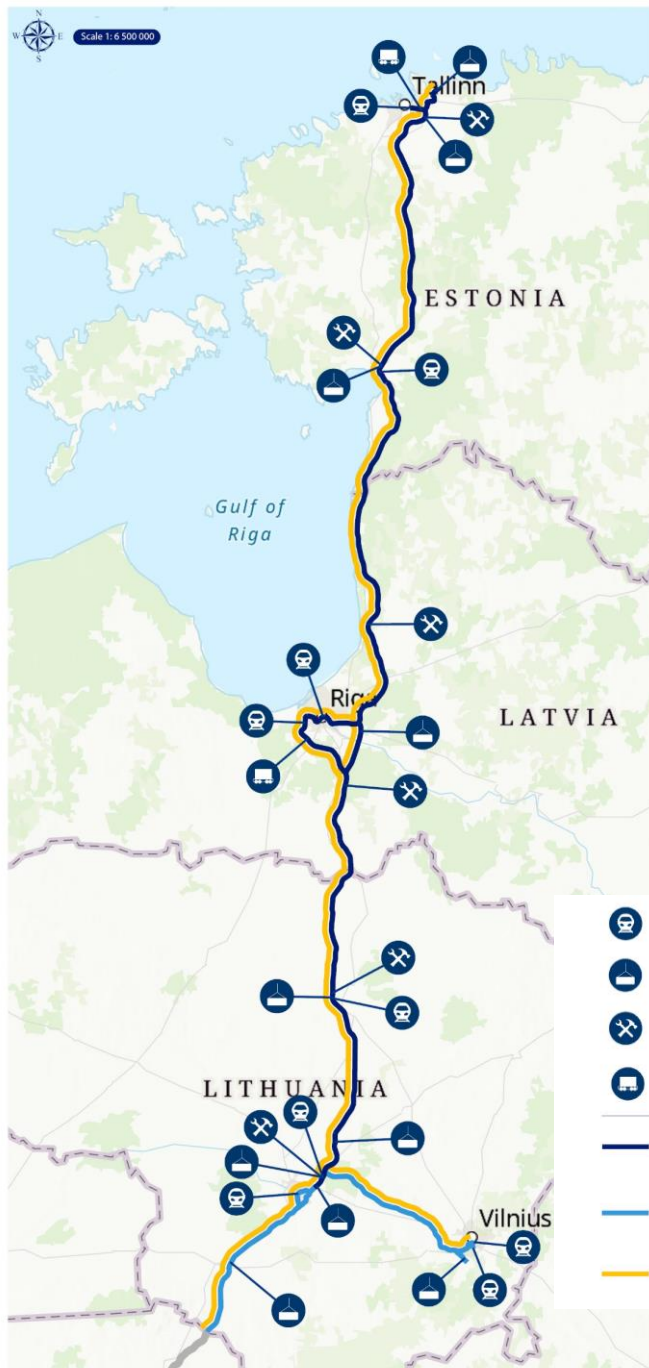 N
W E
S
Scale 1: 6 500 000
Tallinn
ESTONIA
Gulf of
Riga
Riga
LATVIA
LITHUANIA
Vilnius